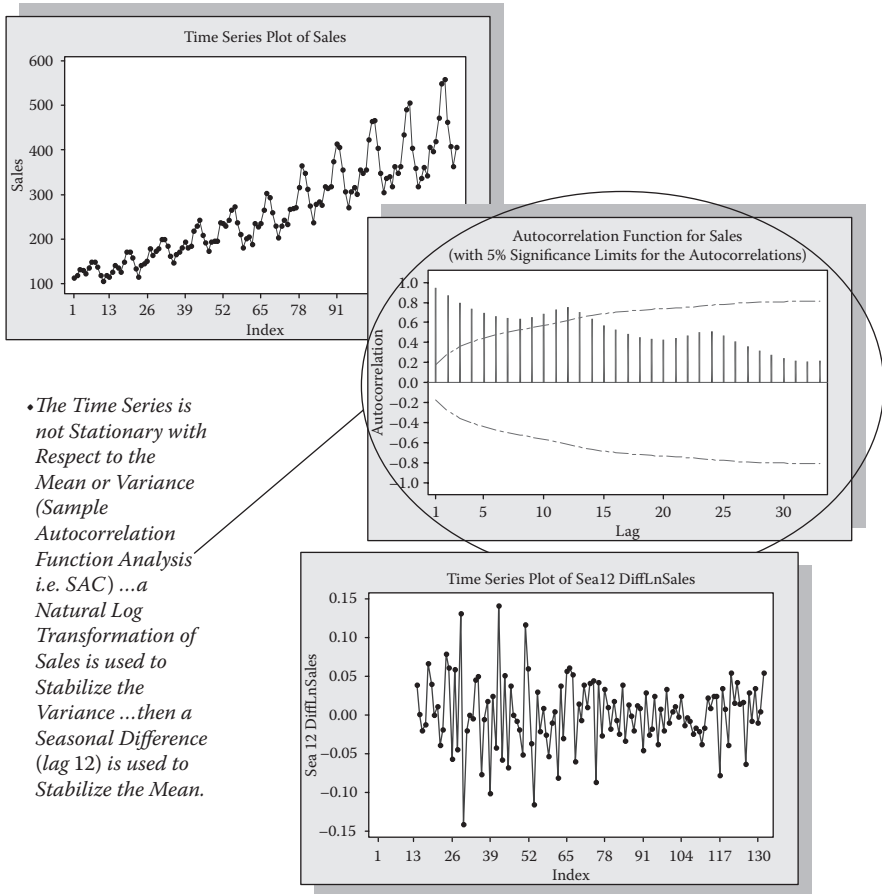 Time Series Plot of Sales
600
500
400
300
200
100
Sales
1 13 26 39 52 65 78 91
Index
Autocorrelation Function for Sales
(with 5% Significance Limits for the Autocorrelations)
1.0
0.8
0.6
0.4
0.2
0.0
−0.2
−0.4
−0.6
−0.8
−1.0
Autocorrelation
1 5 10 15 20 25 30
Lag
•The Time Series is
not Stationary with
Respect to the
Mean or Variance
(Sample
Autocorrelation
Function Analysis
i.e. SAC) ...a
Natural Log
Transformation of
Sales is used to
Stabilize the
Variance ...then a
Seasonal Difference
(lag 12) is used to
Stabilize the Mean.
Time Series Plot of Sea12 DiffLnSales
0.15
0.10
0.05
0.00
−0.05
−0.10
−0.15
Sea 12 DiffLnSales
1 13 26 39 52 65 78 91 104 117 130
Index